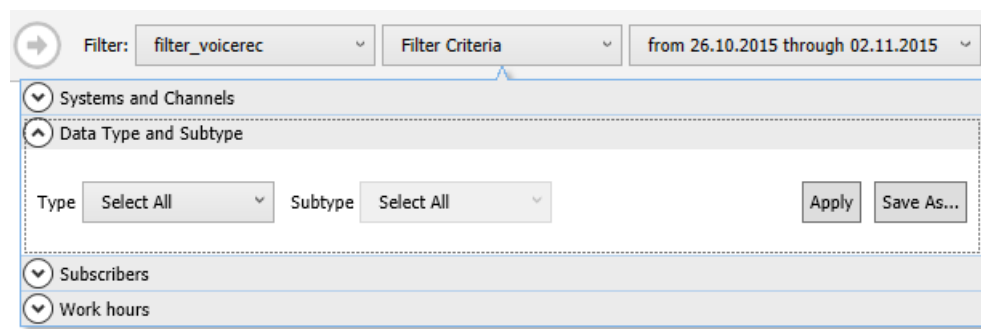 Filter: filter_voicerec Filter Criteria from 26.10.2015 through 02.11.2015
Systems and Channels
Data Type and Subtype
Type Select All Subtype Select All Apply Save As...
Subscribers
Work hours